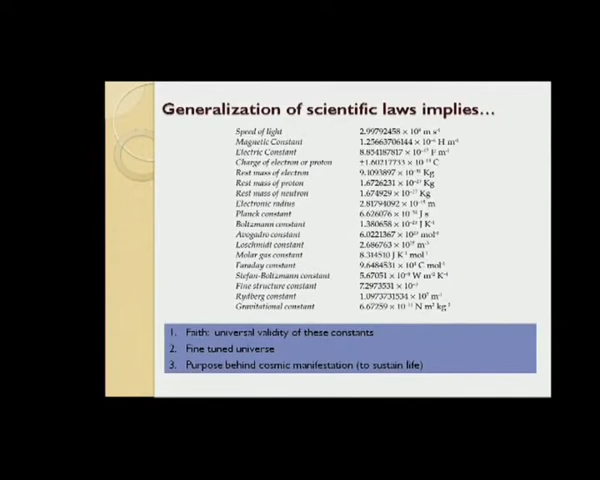 Generalization of scientific laws implies...
Speed of light 2.99792458 × 10⁸ m s⁻¹
Magnetic Constant 1.25663706144 × 10⁻⁶ H m⁻¹
Electric Constant 8.854187817 × 10⁻¹² F m⁻¹
Charge of electron or proton ±1.60217733 × 10⁻¹⁹ C
Rest mass of electron 9.1093897 × 10⁻³¹ Kg
Rest mass of proton 1.6726231 × 10⁻²⁷ Kg
Rest mass of neutron 1.674929 × 10⁻²⁷ Kg
Electronic radius 2.81794092 × 10⁻¹⁵ m
Planck constant 6.626076 × 10⁻³⁴ J s
Boltzmann constant 1.380658 × 10⁻²³ J K⁻¹
Avogadro constant 6.0221367 × 10²³ mol⁻¹
Loschmidt constant 2.686763 × 10²⁵ m⁻³
Molar gas constant 8.314510 J K⁻¹ mol⁻¹
Faraday constant 9.6484531 × 10⁴ C mol⁻¹
Stefan-Boltzmann constant 5.67051 × 10⁻⁸ W m⁻² K⁻⁴
Fine structure constant 7.2973531 × 10⁻³
Rydberg constant 1.0973731534 × 10⁷ m⁻¹
Gravitational constant 6.67259 × 10⁻¹¹ N m² kg⁻²
1. Faith: universal validity of these constants
2. Fine tuned universe
3. Purpose behind cosmic manifestation (to sustain life)